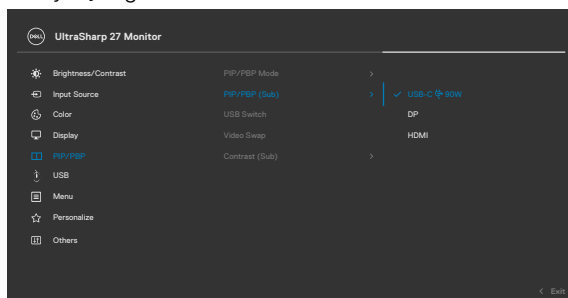 DELL UltraSharp 27 Monitor
Brightness/Contrast PIP/PBP Mode
Input Source PIP/PBP (Sub) USB-C 90W
Color USB Switch DP
Display Video Swap HDMI
PIP/PBP Contrast (Sub)
USB
Menu
Personalize
Others
Exit